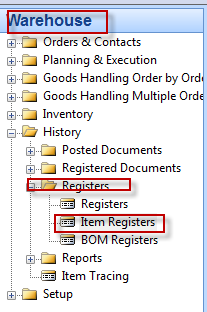 Warehouse
Orders & Contacts
Planning & Execution
Goods Handling Order by Orde
Goods Handling Multiple Order
Inventory
History
Posted Documents
Registered Documents
Registers
Registers
Item Registers
BOM Registers
Reports
Item Tracing
Setup